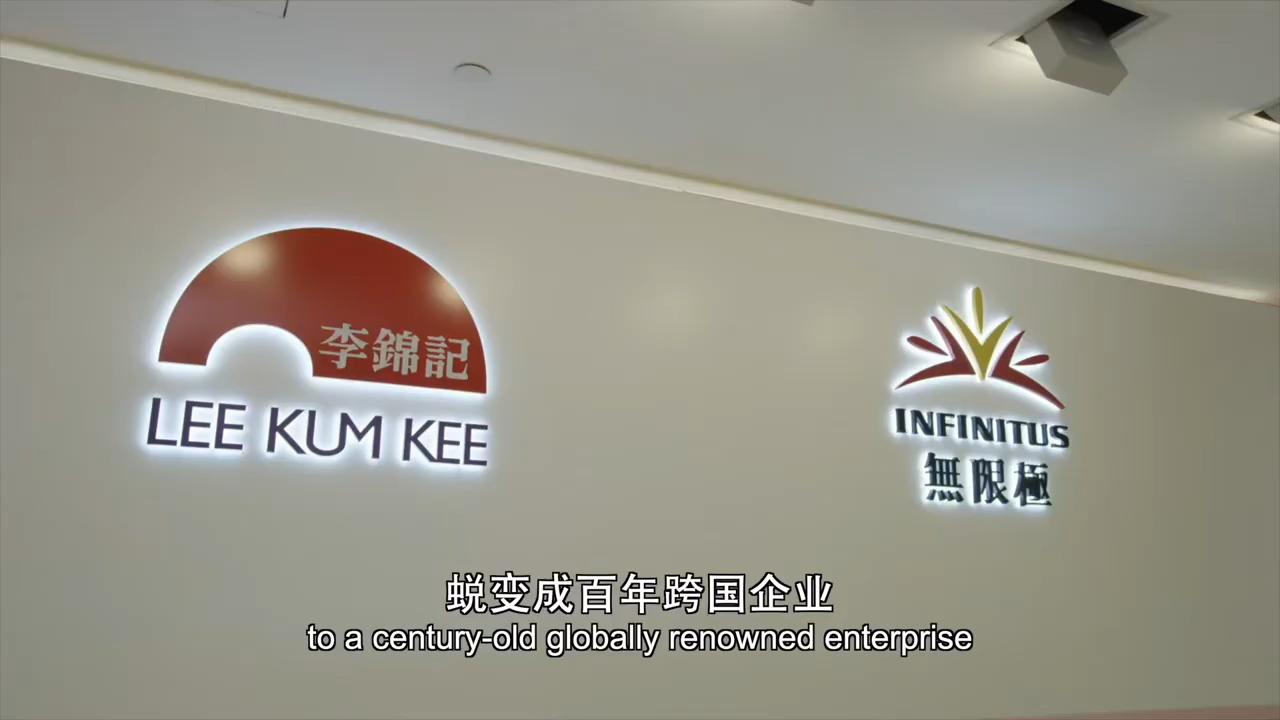 李錦記
LEE KUM KEE
INFINITUS
無限極
蜕变成百年跨国企业
to a century-old globally renowned enterprise